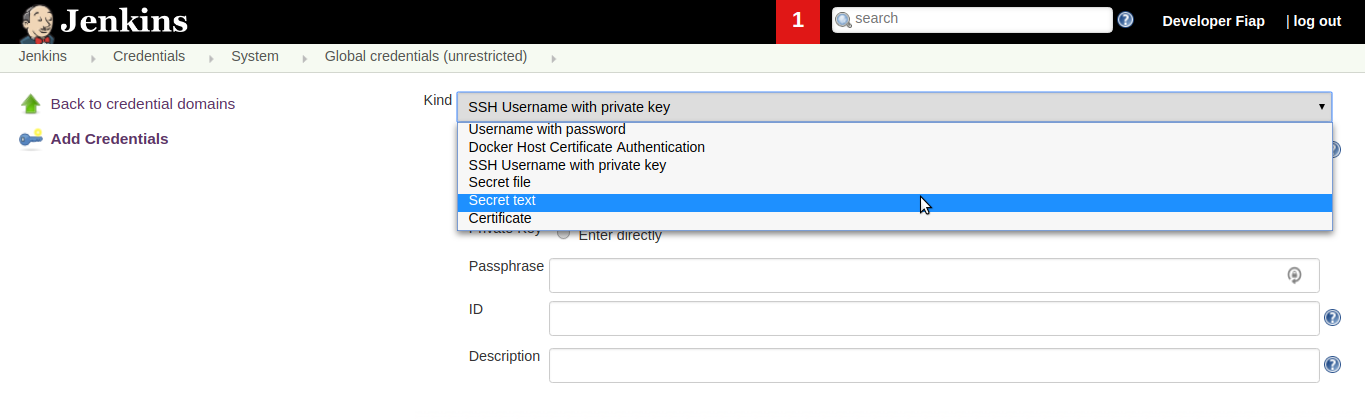 Jenkins 1 search Developer Fiap | log out
Jenkins Credentials System Global credentials (unrestricted)
Back to credential domains
Add Credentials
Kind SSH Username with private key
Username with password
Docker Host Certificate Authentication
SSH Username with private key
Secret file
Secret text
Certificate
Private Key Enter directly
Passphrase
ID
Description